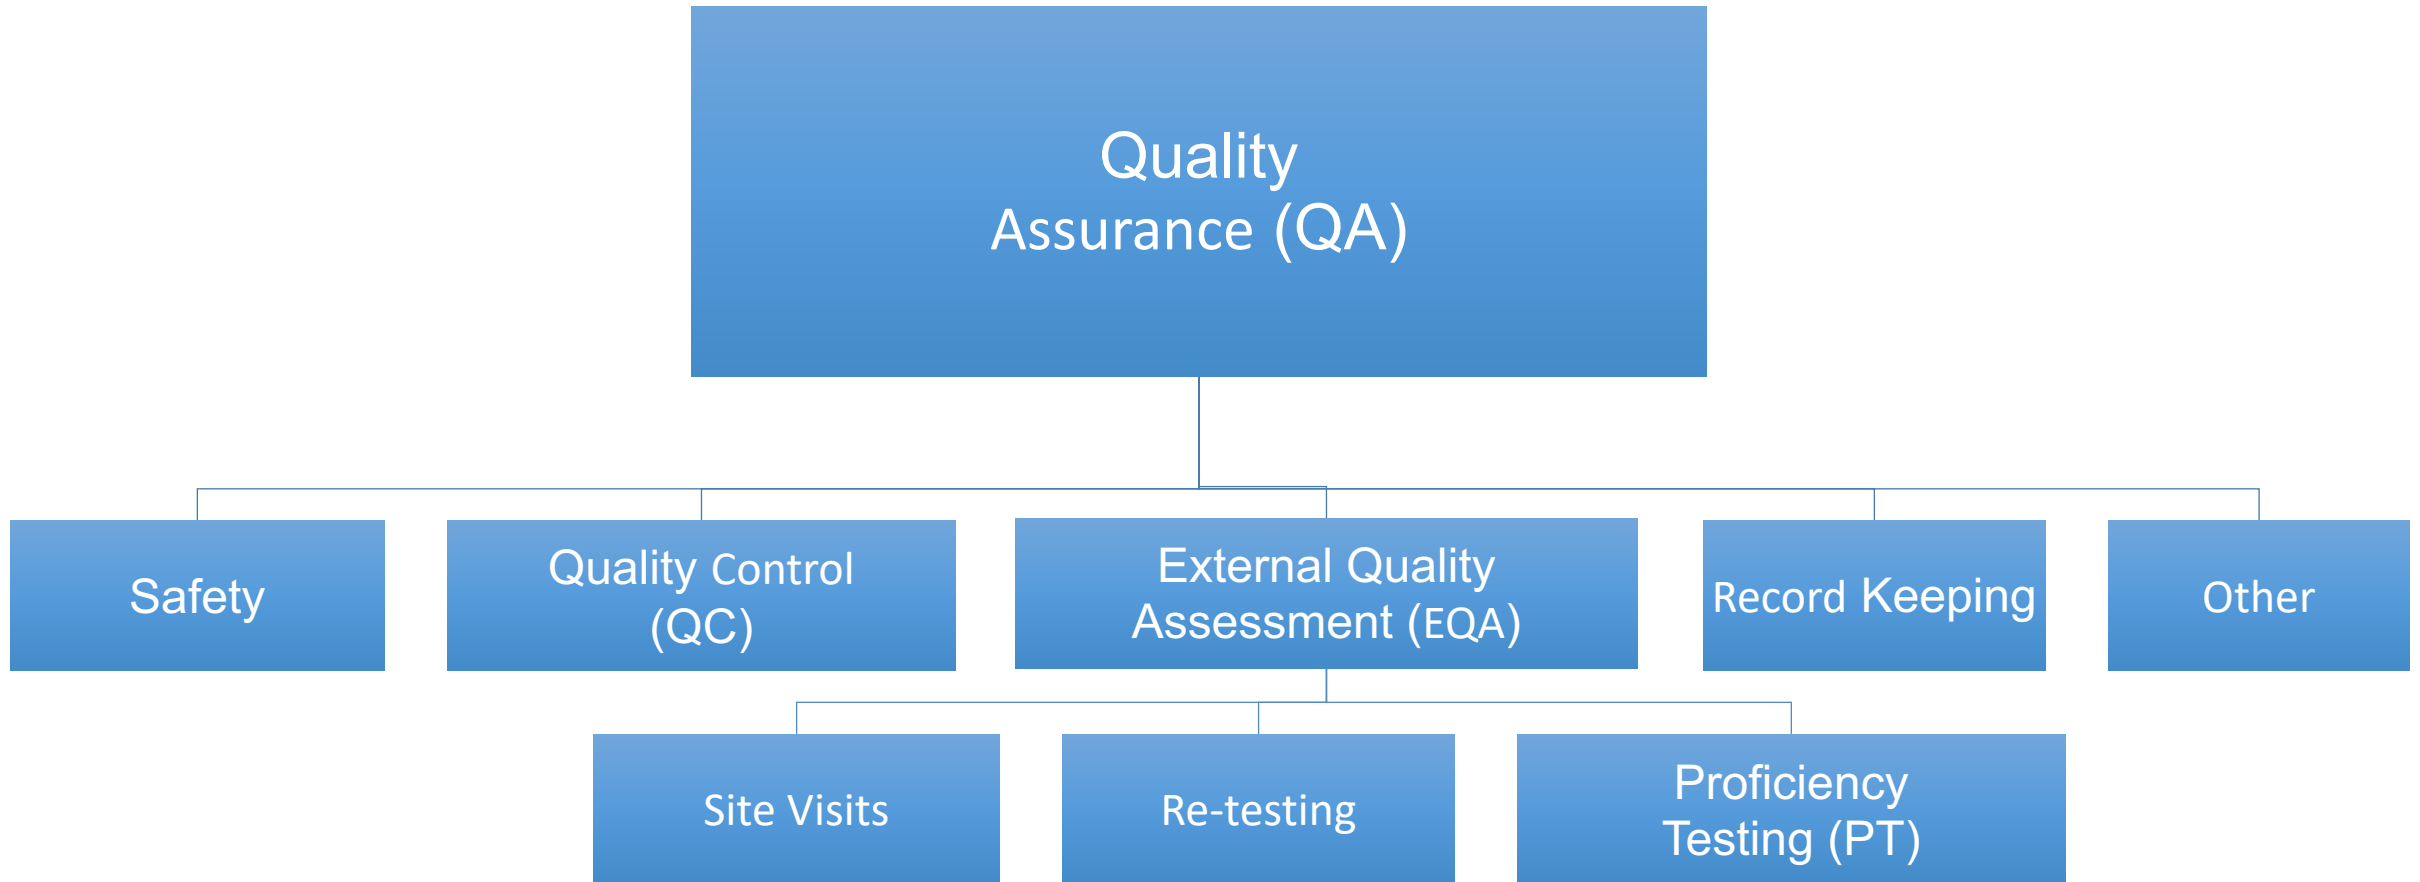 Quality
Assurance (QA)
Safety
Quality Control
(QC)
External Quality
Assessment (EQA)
Record Keeping
Other
Site Visits
Re-testing
Proficiency
Testing (PT)